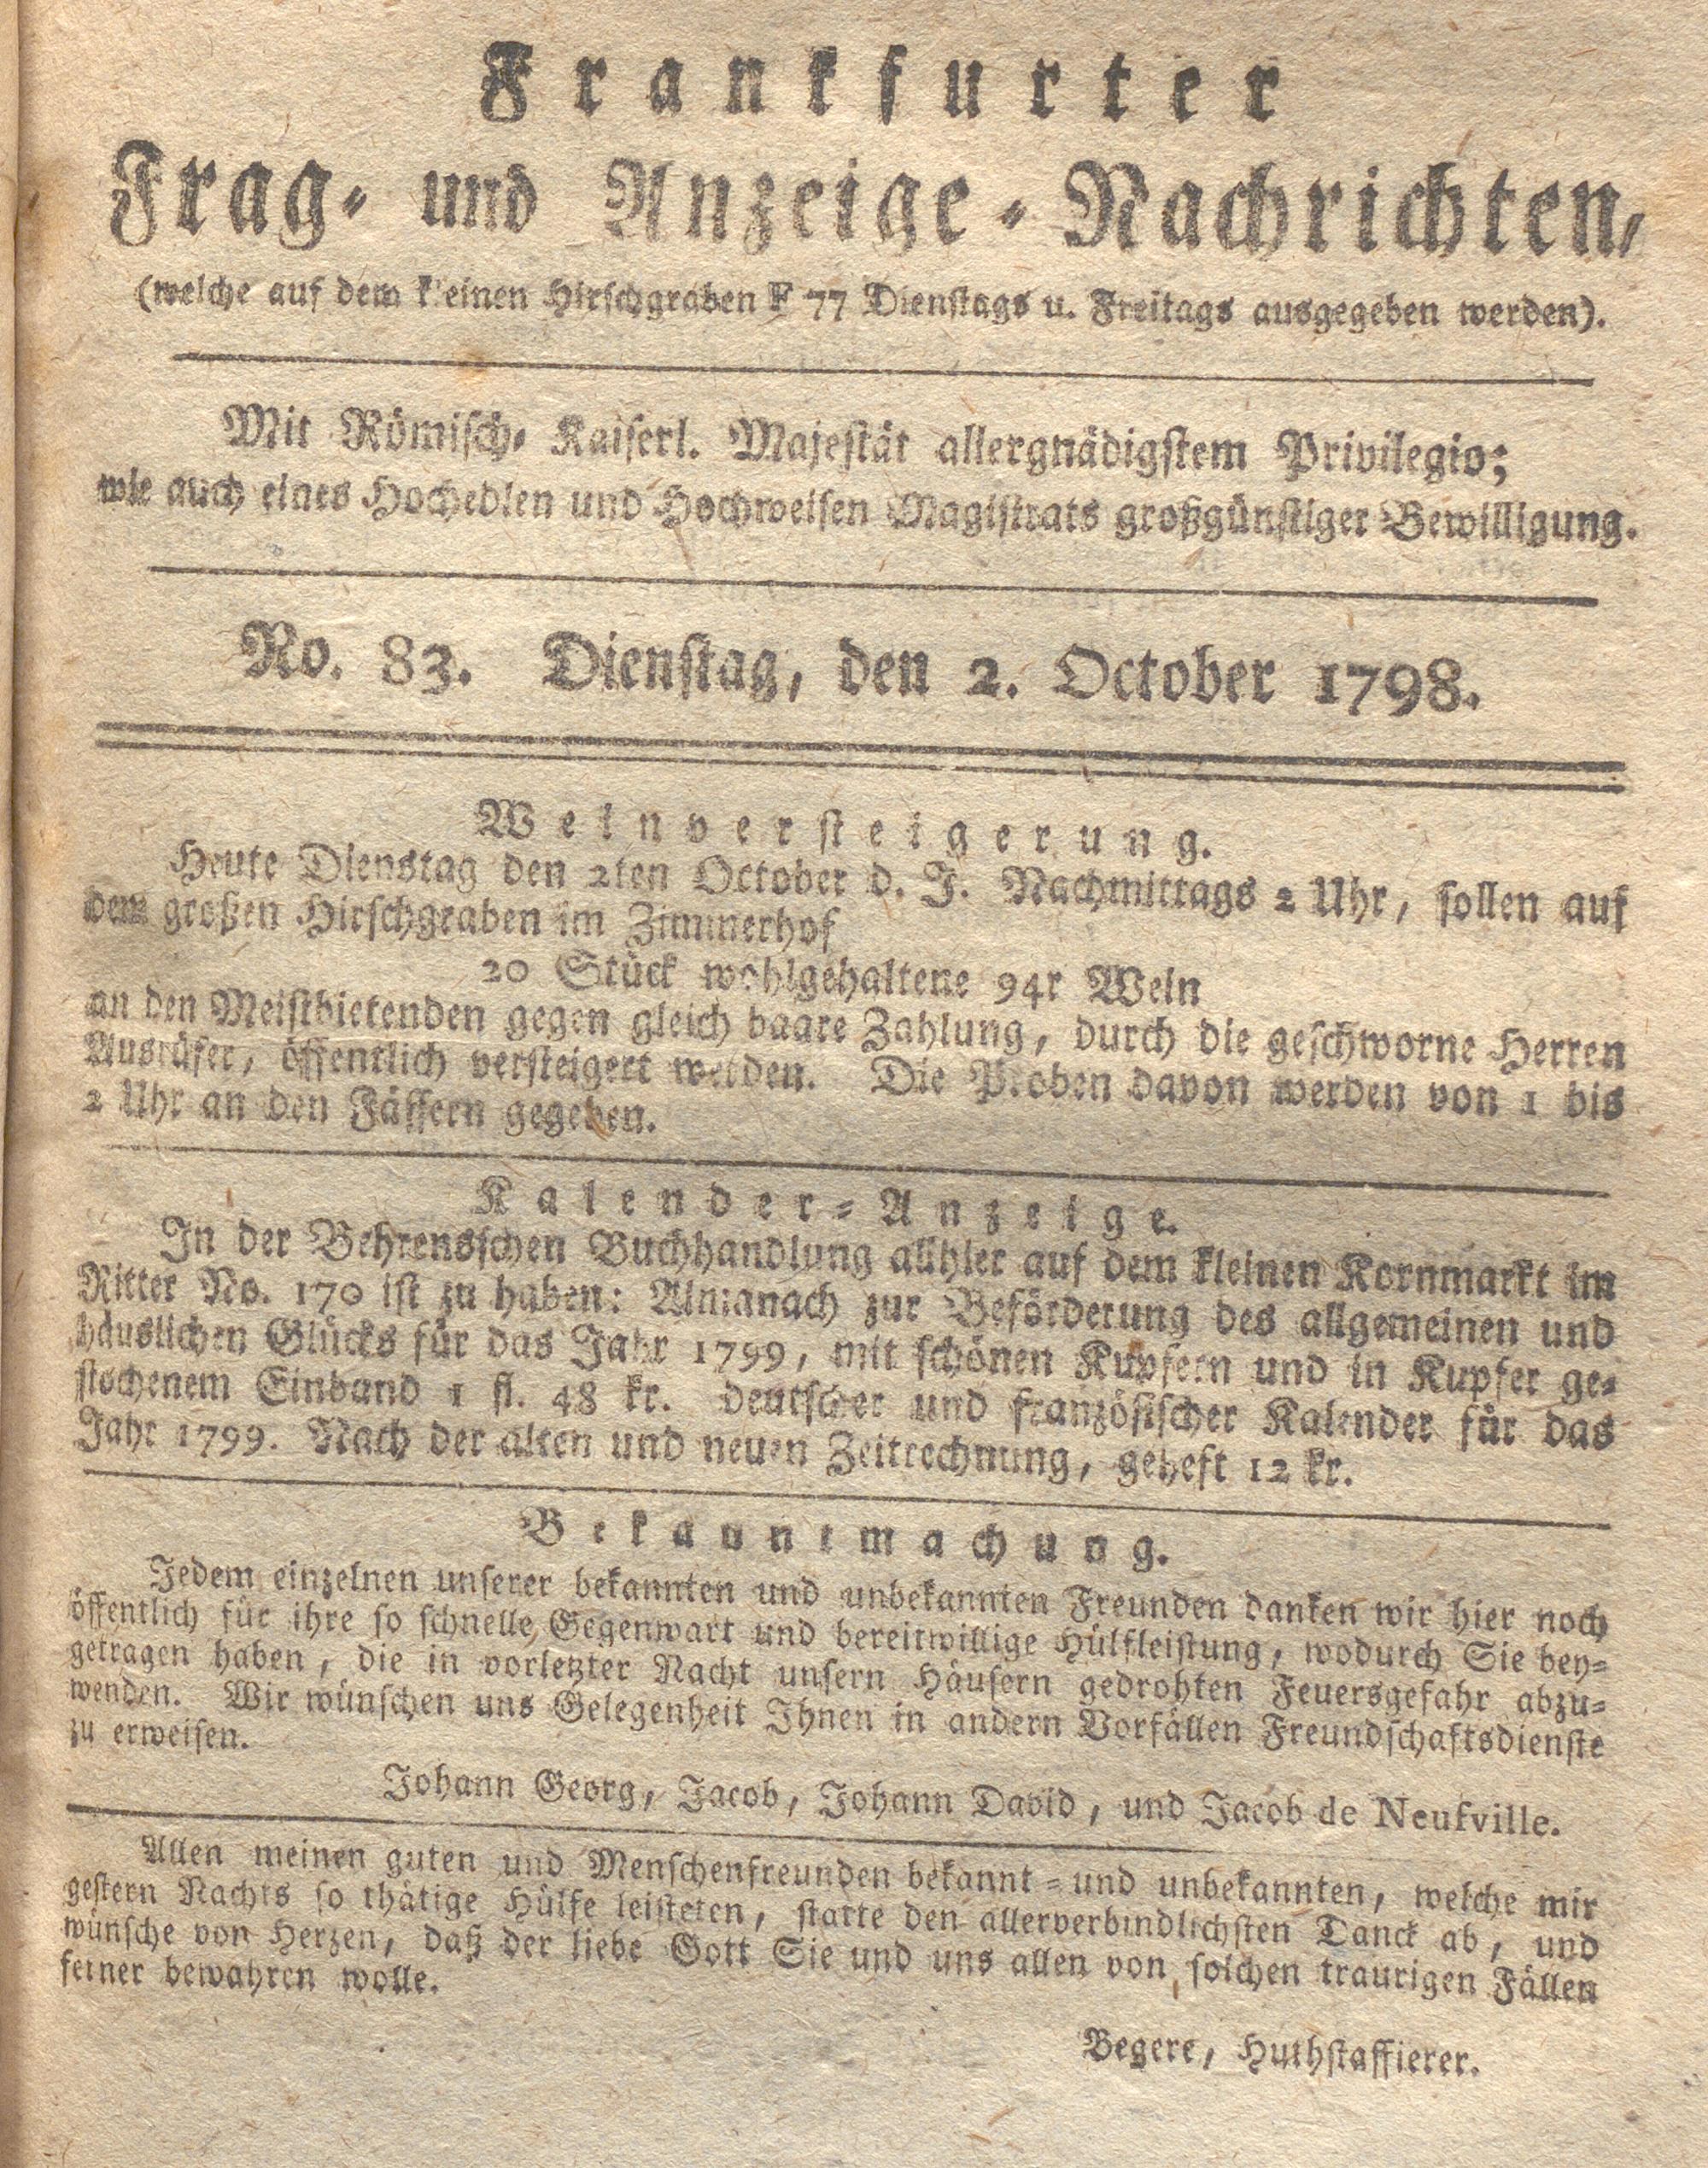 Frankfurter
Frag- und Anzeige-Nachrichten,
(welche auf dem kleinen Hirschgraben F 77 Dienstags u. Freitags ausgegeben werden).
Mit Römisch- Kaiserl. Majestät allergnädigstem Privilegio;
wie auch eines Hochedlen und Hochweisen Magistrats großgünstiger Bewilligung.
No. 83. Dienstag, den 2. October 1798.
Weinversteigerung.
Heute Dienstag den 2ten October d. J. Nachmittags 2 Uhr, sollen auf
dem großen Hirschgraben im Zimmerhof
20 Stück wohlgehaltene 94r Wein
an den Meistbietenden gegen gleich baare Zahlung, durch die geschworne Herren
Ausrüfer, öffentlich versteigert werden. Die Proben davon werden von 1 bis
2 Uhr an den Fässern gegeben.
Kalender-Anzeige.
In der Behrensschen Buchhandlung allhier auf dem kleinen Kornmarkt im
Ritter No. 170 ist zu haben: Almanach zur Beförderung des allgemeinen und
häuslichen Glücks für das Jahr 1799, mit schönen Kupfern und in Kupfer ge-
stochenem Einband 1 fl. 48 kr. deutscher und französischer Kalender für das
Jahr 1799. Nach der alten und neuen Zeitrechnung, geheft 12 kr.
Bekanntmachung.
Jedem einzelnen unserer bekannten und unbekannten Freunden danken wir hier noch
öffentlich für ihre so schnelle Gegenwart und bereitwillige Hülfleistung, wodurch Sie bey-
getragen haben, die in vorletzter Nacht unsern Häusern gedrohten Feuersgefahr abzu-
wenden. Wir wünschen uns Gelegenheit Ihnen in andern Vorfällen Freundschaftsdienste
zu erweisen.
Johann Georg, Jacob, Johann David, und Jacob de Neufville.
Allen meinen guten und Menschenfreunden bekannt- und unbekannten, welche mir
gestern Nachts so thätige Hülfe leisteten, statte den allerverbindlichsten Danck ab, und
wünsche von Herzen, daß der liebe Gott Sie und uns allen von solchen traurigen Fällen
ferner bewahren wolle.
Begere, Huthstaffierer.